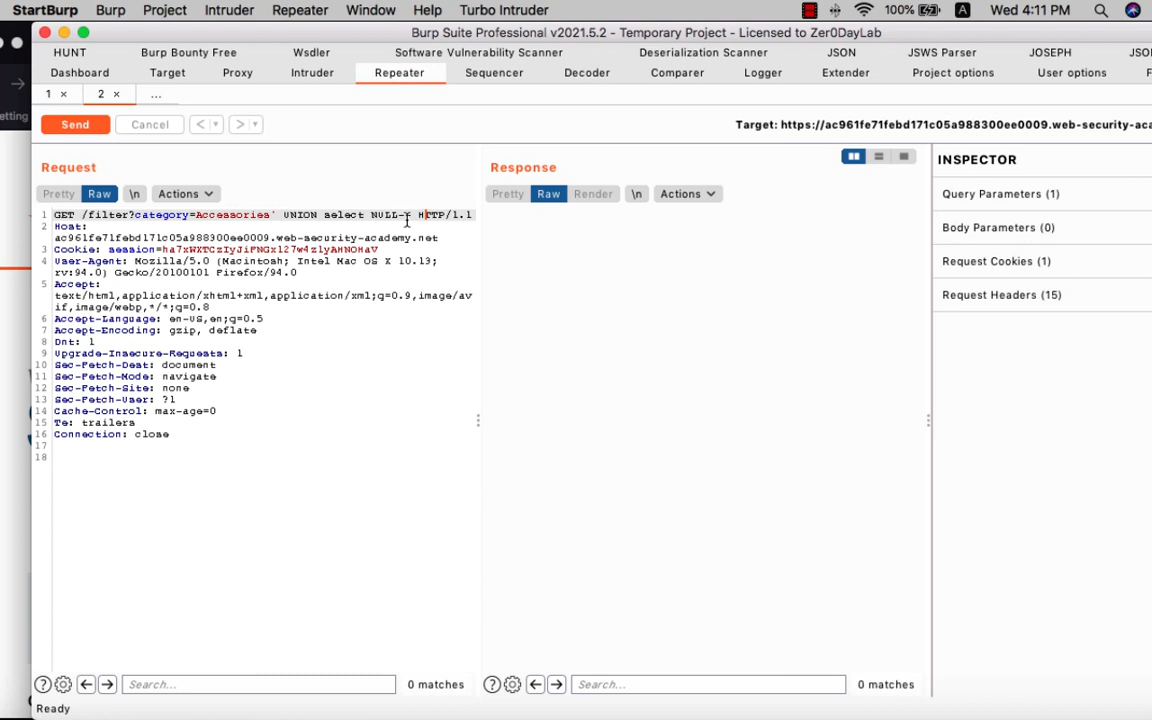 StartBurp Burp Project Intruder Repeater Window Help Turbo Intruder 100% A Wed 4:11 PM
Burp Suite Professional v2021.5.2 - Temporary Project - Licensed to Zer0DayLab
HUNT Burp Bounty Free Wsdler Software Vulnerability Scanner Deserialization Scanner JSON JSWS Parser JOSEPH JSO
Dashboard Target Proxy Intruder Repeater Sequencer Decoder Comparer Logger Extender Project options User options
1 × 2 × ...
etting
Send Cancel < >
Target: https://ac961fe71febd171c05a988300ee0009.web-security-aca
Request
Pretty Raw \n Actions
1 GET /filter?category=Accessories' UNION select HTTP/1.1
2 Host:
ac961fe71febd171c05a988300ee0009.web-security-academy.net
3 Cookie: session=
4 User-Agent: Mozilla/5.0 (Macintosh; Intel Mac OS X 10.13;
rv:94.0) Gecko/20100101 Firefox/94.0
5 Accept:
text/html,application/xhtml+xml,application/xml;q=0.9,image/av
if,image/webp,*/*;q=0.8
6 Accept-Language: en-US,en;q=0.5
7 Accept-Encoding: gzip, deflate
8 Dnt: 1
9 Upgrade-Insecure-Requests: 1
10 Sec-Fetch-Dest: document
11 Sec-Fetch-Mode: navigate
12 Sec-Fetch-Site: none
13 Sec-Fetch-User: ?1
14 Cache-Control: max-age=0
15 Te: trailers
16 Connection: close
17
18
Search... 0 matches
Response
Pretty Raw Render \n Actions
Search... 0 matches
INSPECTOR
Query Parameters (1)
Body Parameters (0)
Request Cookies (1)
Request Headers (15)
Ready